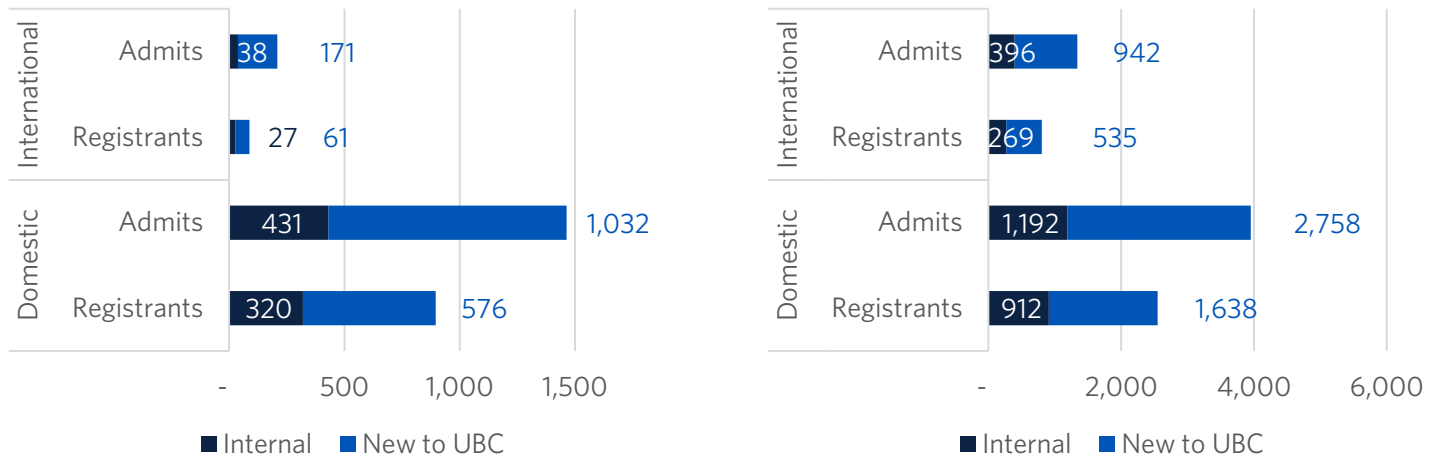 International
Admits
38
171
Registrants
27
61
Domestic
Admits
431
1,032
Registrants
320
576
-
500
1,000
1,500
Internal
New to UBC
International
Admits
396
942
Registrants
269
535
Domestic
Admits
1,192
2,758
Registrants
912
1,638
-
2,000
4,000
6,000
Internal
New to UBC